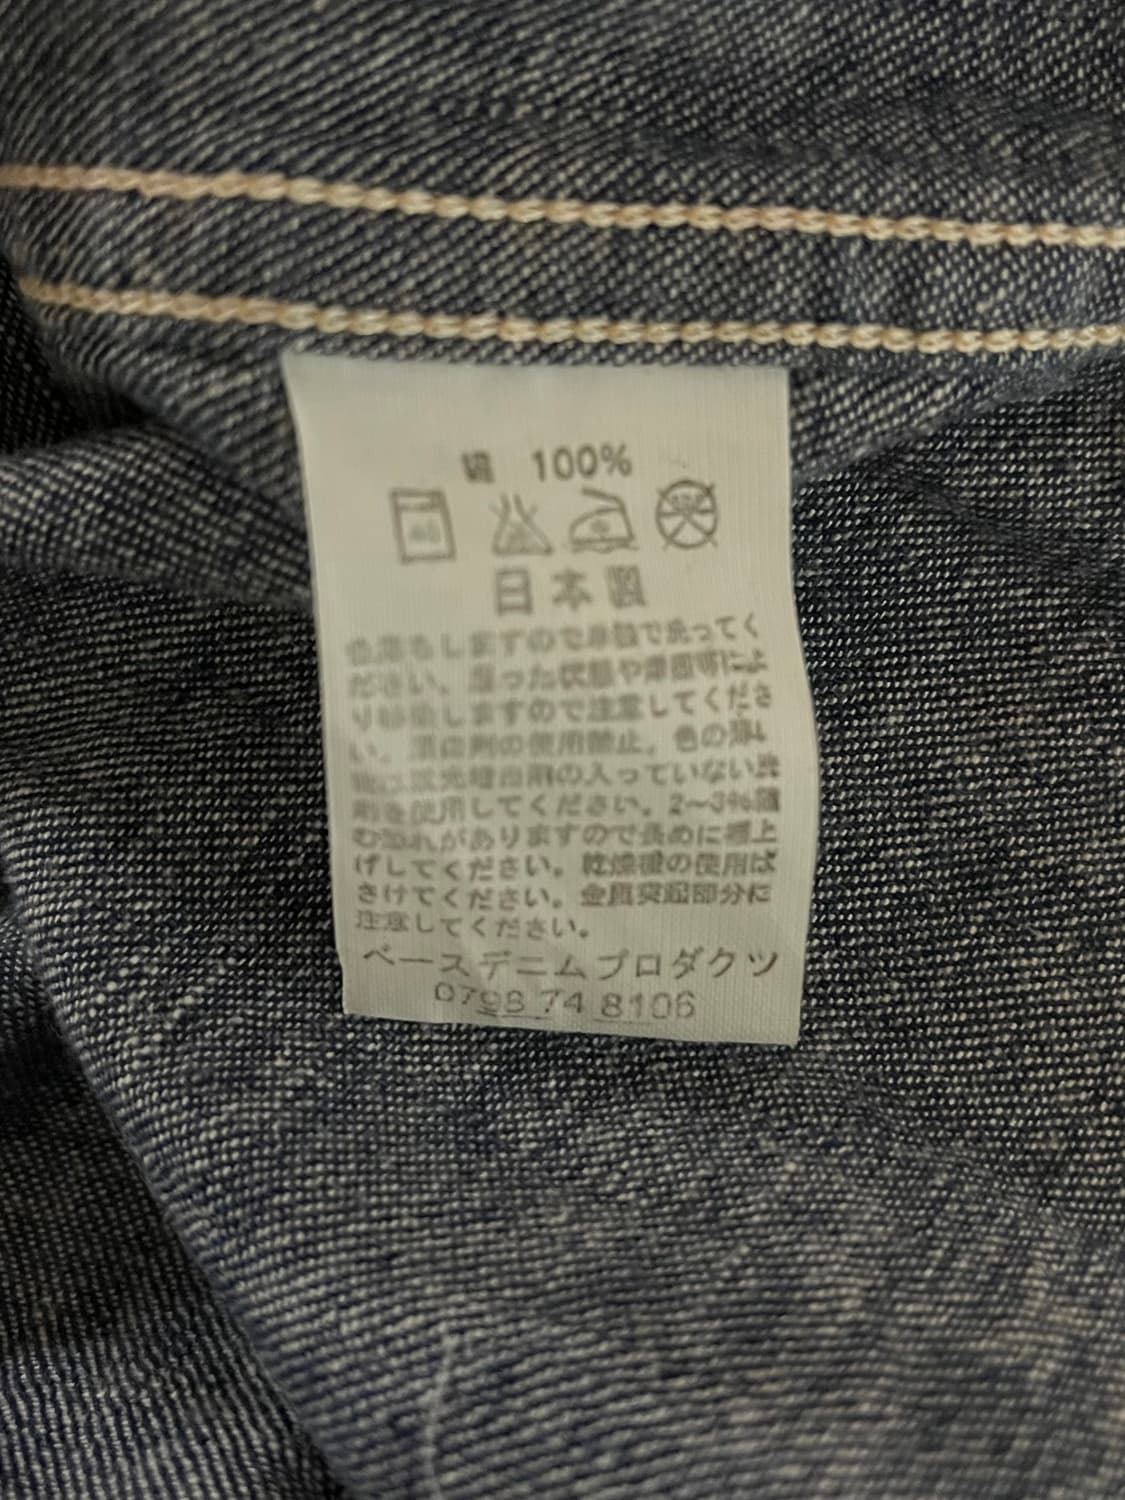 綿 100%
日本製
色落ちしますので単独で洗ってく
ださい。湿った状態や摩擦等によ
り移染しますので注意してくださ
い。漂白剤の使用禁止。色の薄い
物は蛍光増白剤の入っていない洗
剤を使用してください。2〜3%縮
む恐れがありますので長めに裾上
げしてください。乾燥機の使用は
さけてください。金具突起部分に
注意してください。
ベースデニムプロダクツ
0798 74 8106